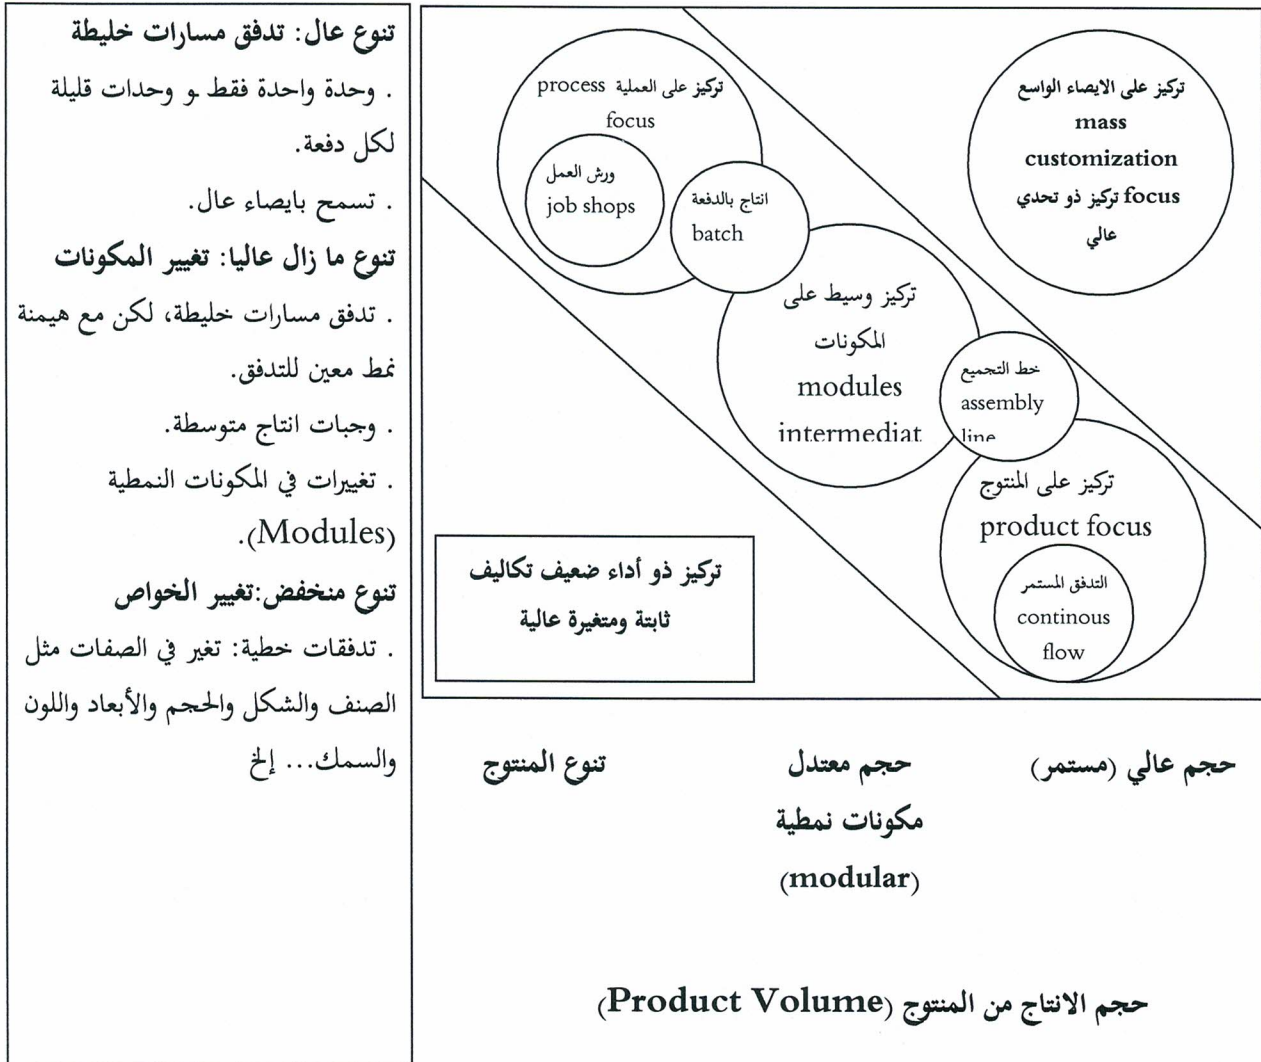 تنوع عال: تدفق مسارات خليطة
. وحدة واحدة فقط و وحدات قليلة
لكل دفعة.
. تسمح بايصاء عال.
تنوع ما زال عاليا: تغيير المكونات
. تدفق مسارات خليطة، لكن مع هيمنة
نمط معين للتدفق.
. وجبات انتاج متوسطة.
. تغييرات في المكونات النمطية
(Modules).
تنوع منخفض:تغيير الخواص
. تدفقات خطية: تغير في الصفات مثل
الصنف والشكل والحجم والأبعاد واللون
والسمك... إلخ
تركيز على العملية process
focus
ورش العمل
job shops
انتاج بالدفعة
batch
تركيز وسيط على
المكونات
modules
intermediat
خط التجميع
assembly
line
تركيز على المنتوج
product focus
التدفق المستمر
continous
flow
تركيز على الايصاء الواسع
mass
customization
focus تركيز ذو تحدي
عالي
تركيز ذو أداء ضعيف تكاليف
ثابتة ومتغيرة عالية
حجم عالي (مستمر)
حجم معتدل
مكونات نمطية
(modular)
تنوع المنتوج
حجم الانتاج من المنتوج (Product Volume)